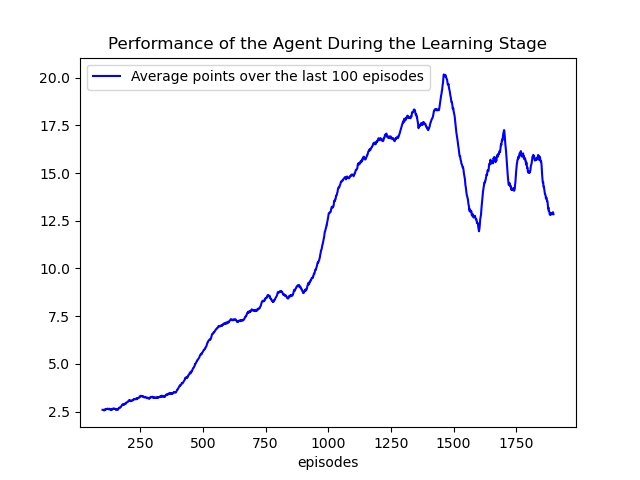 Performance of the Agent During the Learning Stage
Average points over the last 100 episodes
20.0
17.5
15.0
12.5
10.0
7.5
5.0
2.5
250 500 750 1000 1250 1500 1750
episodes